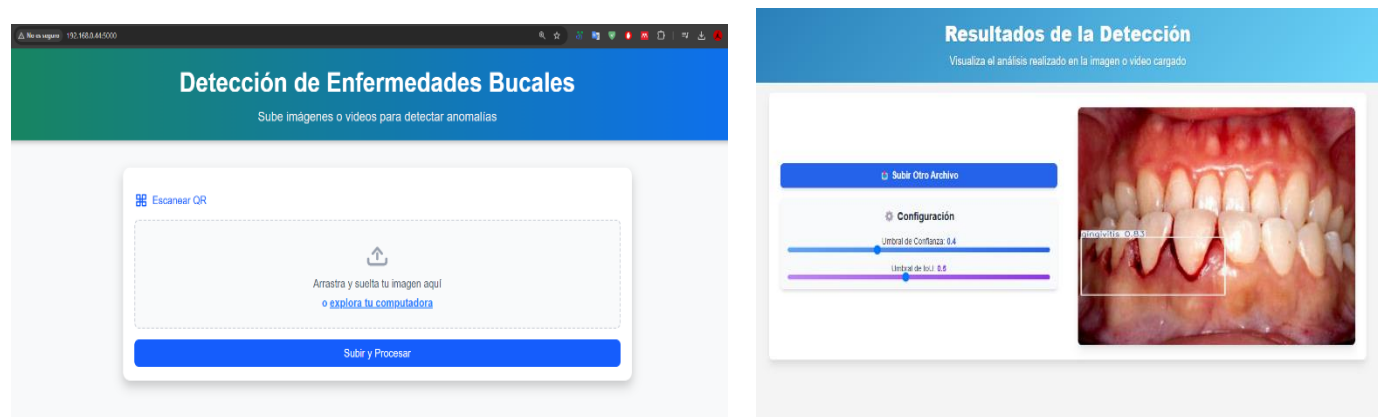 No es seguro 192.168.0.44:5000
Detección de Enfermedades Bucales
Sube imágenes o videos para detectar anomalías
Escanear QR
Arrastra y suelta tu imagen aquí
o explora tu computadora
Subir y Procesar
Resultados de la Detección
Visualiza el análisis realizado en la imagen o video cargado
Subir Otro Archivo
Configuración
Umbral de Confianza: 0.4
Umbral de IoU: 0.5
gingivitis 0.83